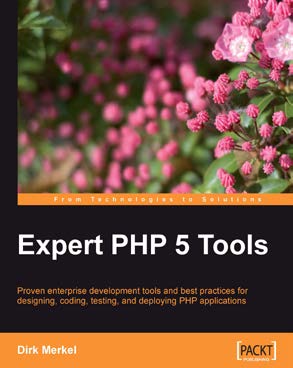 From Technologies to Solutions
Expert PHP 5 Tools
Proven enterprise development tools and best practices for
designing, coding, testing, and deploying PHP applications
Dirk Merkel
[PACKT]
PUBLISHING